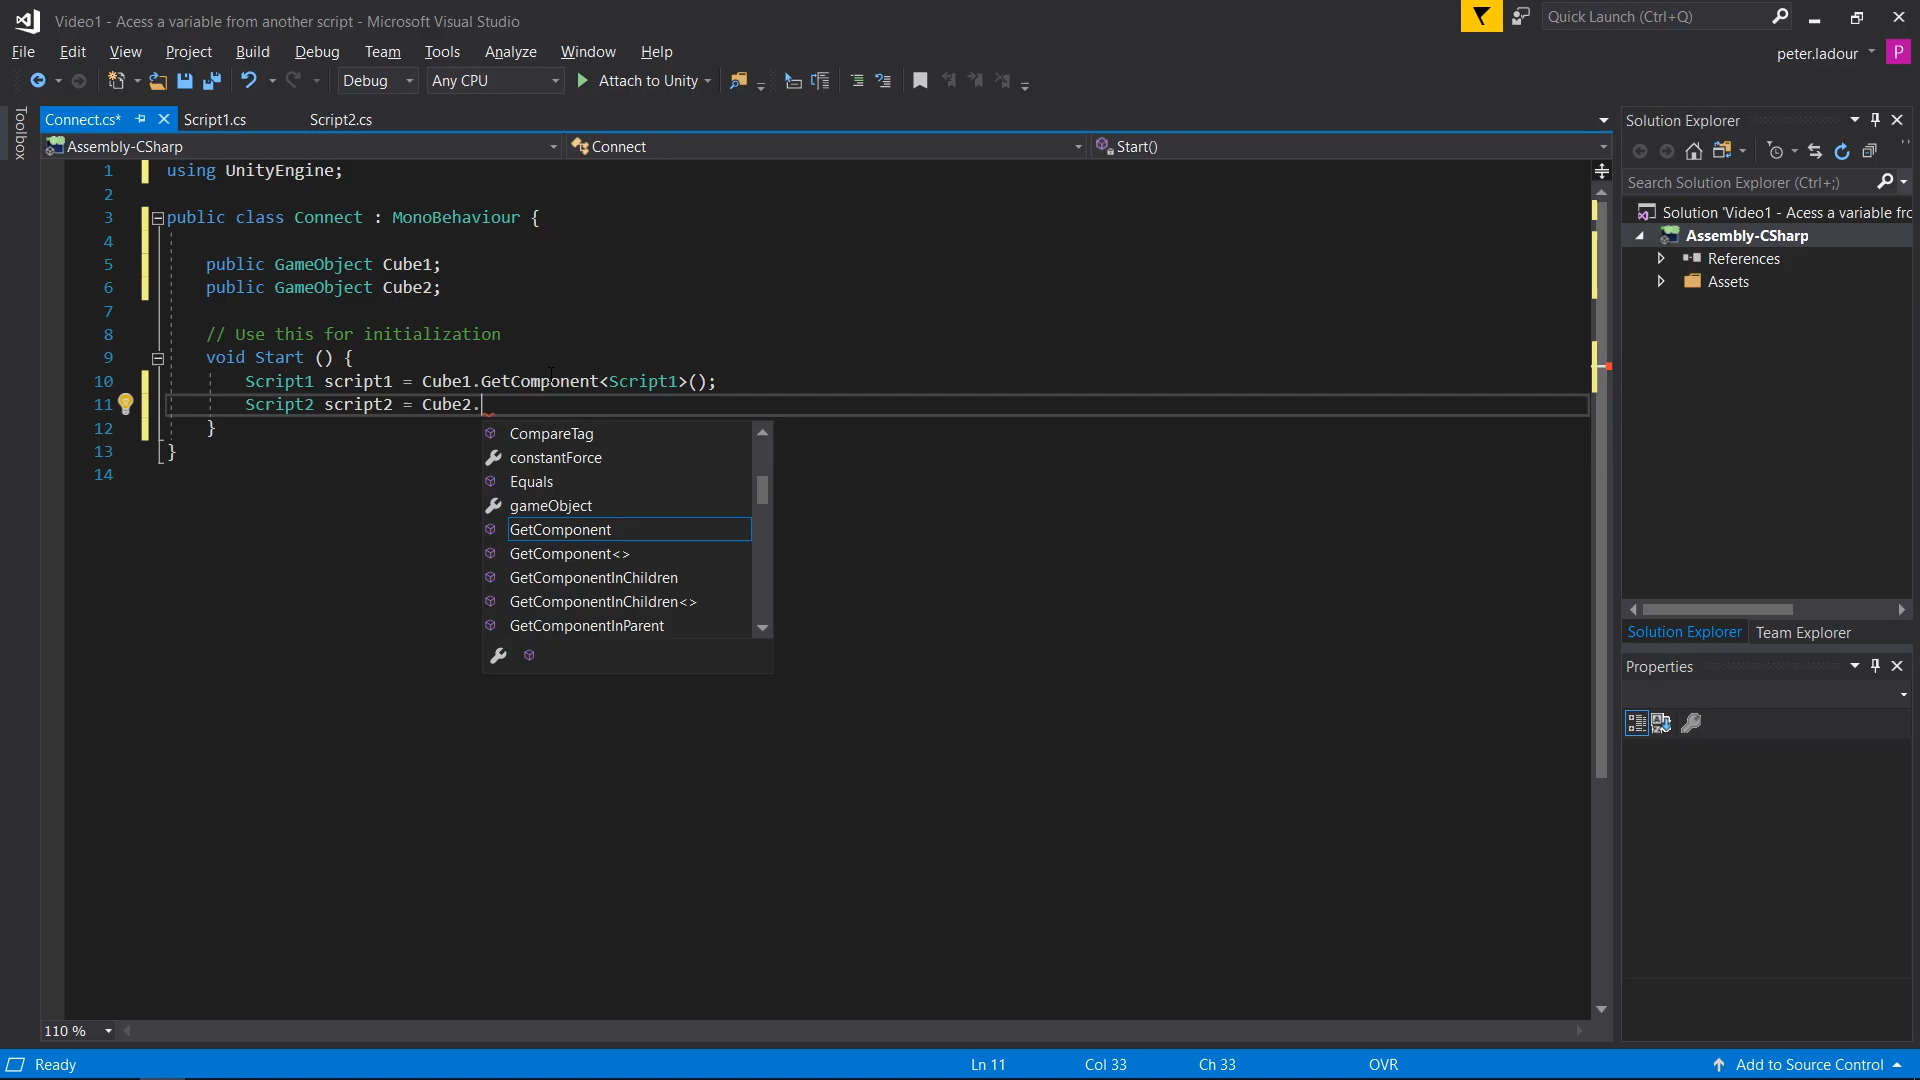 Video1 - Acess a variable from another script - Microsoft Visual Studio
Quick Launch (Ctrl+Q)
File Edit View Project Build Debug Team Tools Analyze Window Help
peter.ladour P
Debug Any CPU Attach to Unity
Toolbox
Connect.cs* Script1.cs Script2.cs
Assembly-CSharp Connect Start()
1 using UnityEngine;
2
3 public class Connect : MonoBehaviour {
4
5 public GameObject Cube1;
6 public GameObject Cube2;
7
8 // Use this for initialization
9 void Start () {
10 Script1 script1 = Cube1.GetComponent<Script1>();
11 Script2 script2 = Cube2.
12 }
13 }
14
CompareTag
constantForce
Equals
gameObject
GetComponent
GetComponent<>
GetComponentInChildren
GetComponentInChildren<>
GetComponentInParent
Solution Explorer
Search Solution Explorer (Ctrl+;)
Solution 'Video1 - Acess a variable fro
Assembly-CSharp
References
Assets
Solution Explorer Team Explorer
Properties
110 %
Ready Ln 11 Col 33 Ch 33 OVR Add to Source Control